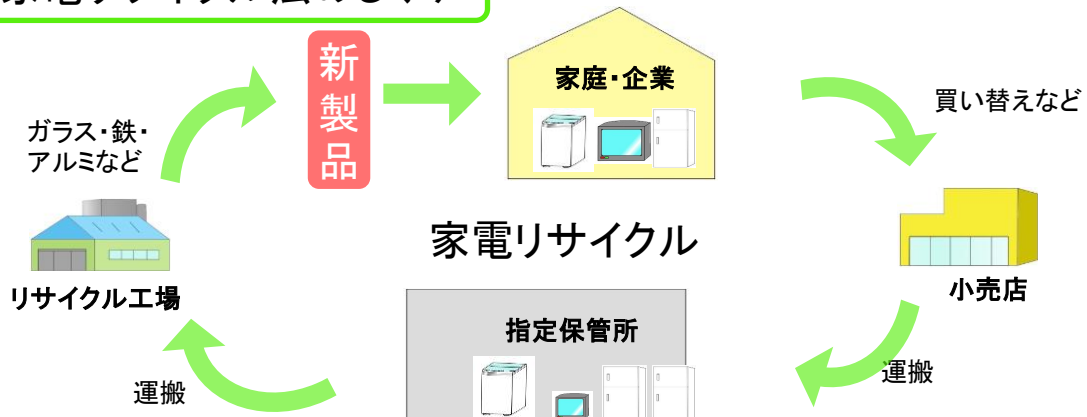 新製品
家庭・企業
買い替えなど
ガラス・鉄・
アルミなど
家電リサイクル
リサイクル工場
小売店
指定保管所
運搬
運搬